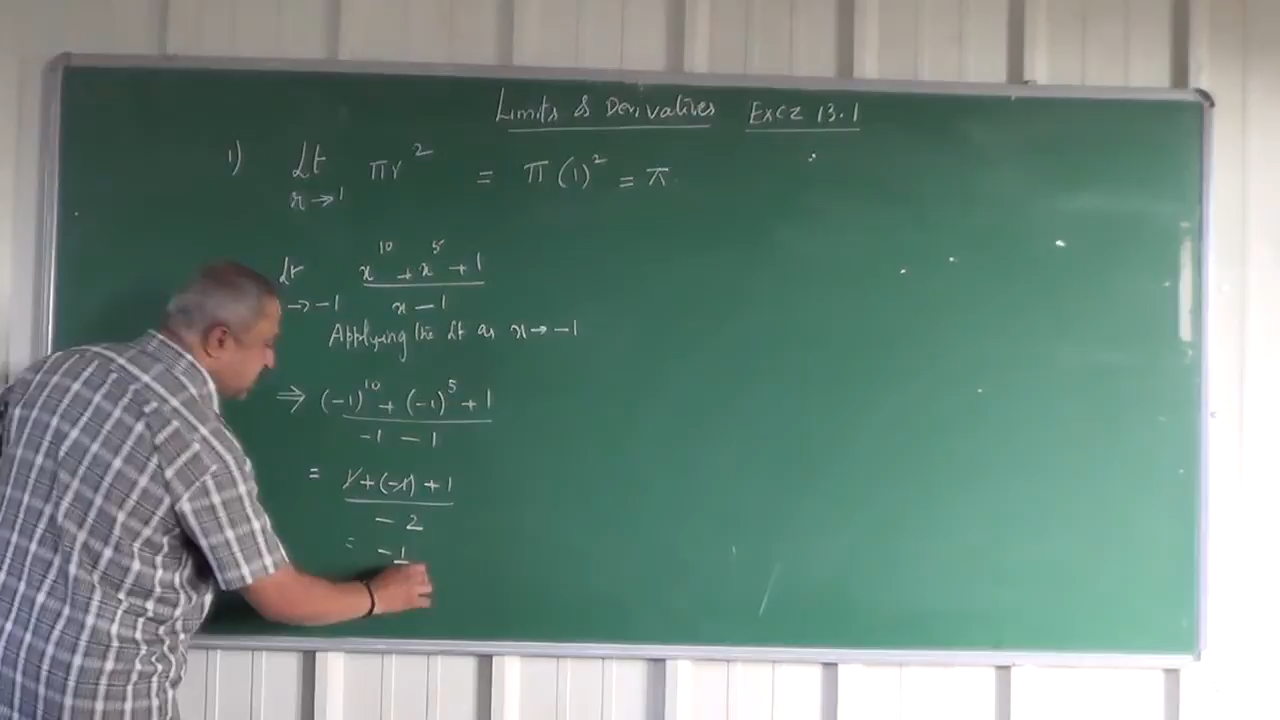 Limits & Derivatives Excz 13.1
1) Lt πr² = π(1)² = π
r→1
Lt x¹⁰ + x⁵ + 1
→ -1 x - 1
Applying the Lt as x → -1
⇒ (-1)¹⁰ + (-1)⁵ + 1
-1 - 1
= 1 + (-1) + 1
- 2
= -1